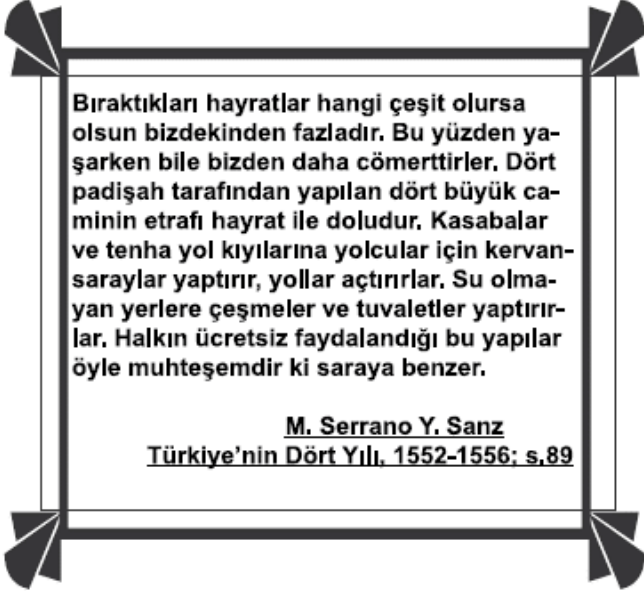 Bıraktıkları hayratlar hangi çeşit olursa
olsun bizdekinden fazladır. Bu yüzden ya-
şarken bile bizden daha cömerttirler. Dört
padişah tarafından yapılan dört büyük ca-
minin etrafı hayrat ile doludur. Kasabalar
ve tenha yol kıyılarına yolcular için kervan-
saraylar yaptırır, yollar açtırırlar. Su olma-
yan yerlere çeşmeler ve tuvaletler yaptırır-
lar. Halkın ücretsiz faydalandığı bu yapılar
öyle muhteşemdir ki saraya benzer.
M. Serrano Y. Sanz
Türkiye’nin Dört Yılı, 1552-1556; s.89